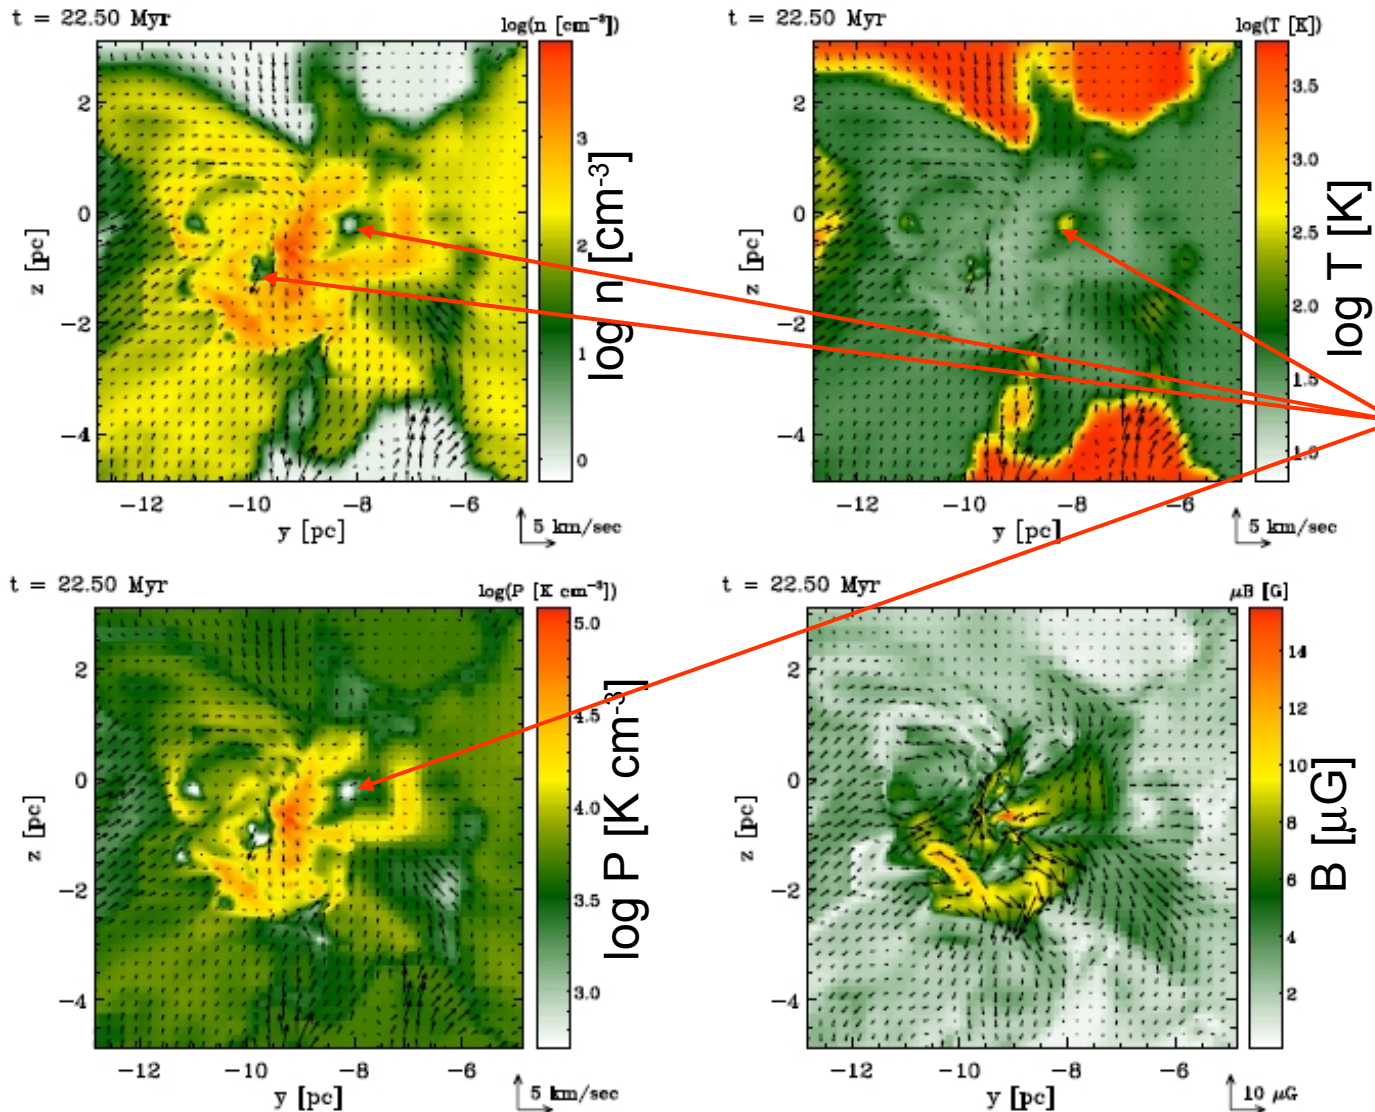 t = 22.50 Myr
log(n [cm⁻³])
3
2
1
0
log n [cm⁻³]
z [pc]
2
0
−2
−4
−12
−10
−8
−6
y [pc]
5 km/sec
t = 22.50 Myr
log(T [K])
3.5
3.0
2.5
2.0
1.5
1.0
log T [K]
z [pc]
2
0
−2
−4
−12
−10
−8
−6
y [pc]
5 km/sec
t = 22.50 Myr
log(P [K cm⁻³])
5.0
4.5
4.0
3.5
3.0
log P [K cm⁻³]
z [pc]
2
0
−2
−4
−12
−10
−8
−6
y [pc]
5 km/sec
t = 22.50 Myr
μB [G]
14
12
10
8
6
4
2
B [μG]
z [pc]
2
0
−2
−4
−12
−10
−8
−6
y [pc]
10 μG